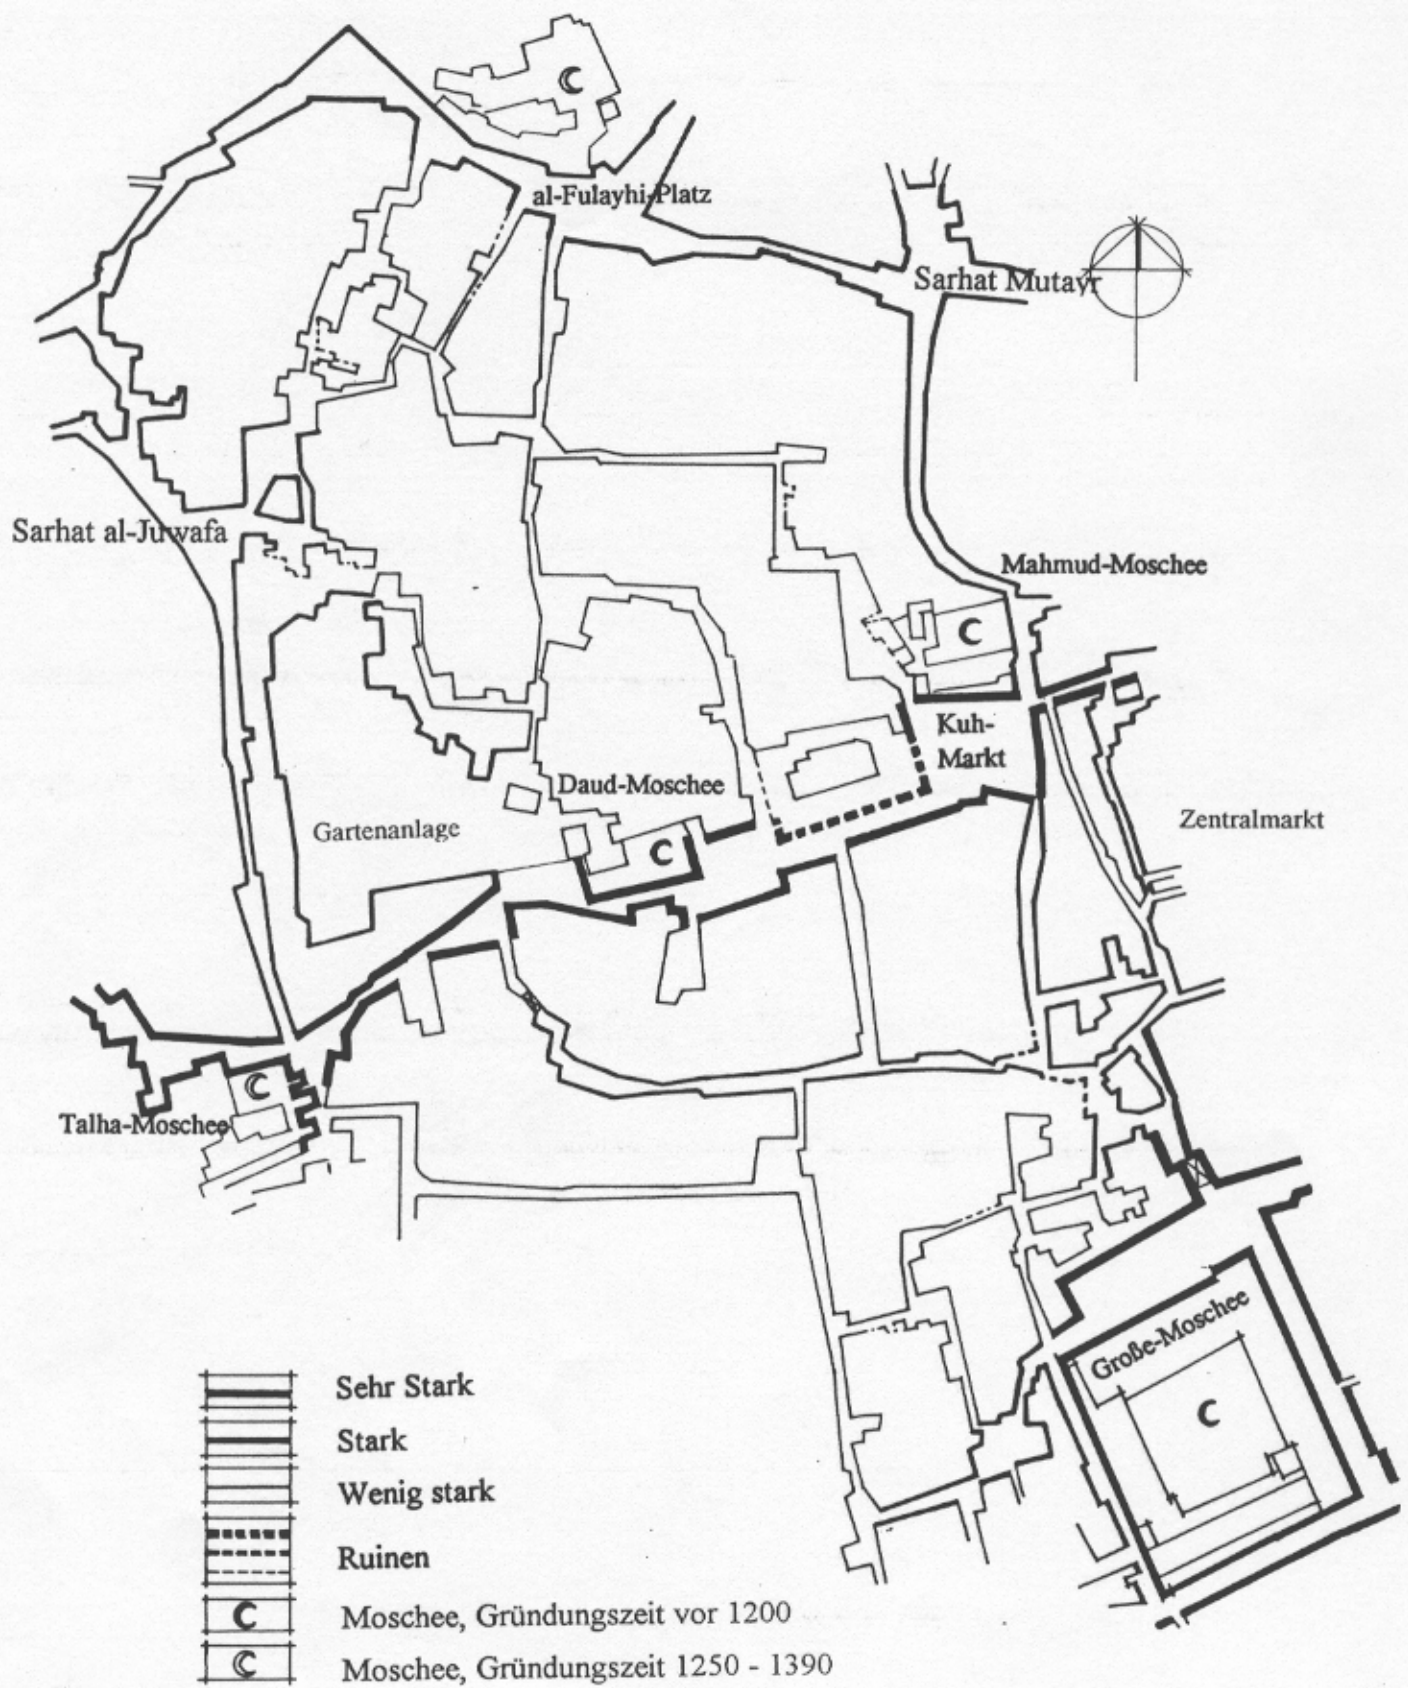 al-Fulayhi-Platz
Sarhat Mutayr
Sarhat al-Juwafa
Mahmud-Moschee
Kuh-
Markt
Daud-Moschee
Gartenanlage
Zentralmarkt
Talha-Moschee
Große-Moschee
Sehr Stark
Stark
Wenig stark
Ruinen
Moschee, Gründungszeit vor 1200
Moschee, Gründungszeit 1250 - 1390